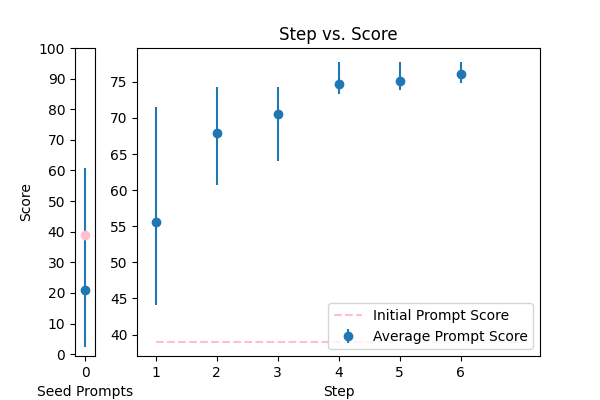 Step vs. Score
Score
100
90
80
70
60
50
40
30
20
10
0
0
Seed Prompts
75
70
65
60
55
50
45
40
1 2 3 4 5 6
Step
Initial Prompt Score
Average Prompt Score